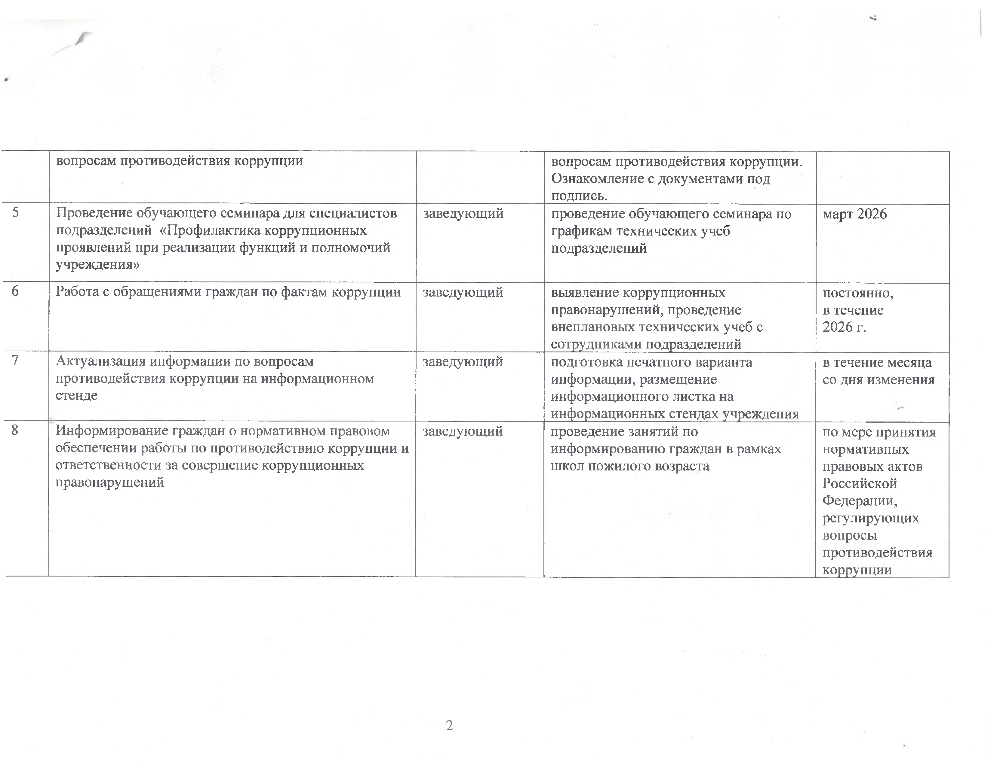 вопросам противодействия коррупции
вопросам противодействия коррупции.
Ознакомление с документами под
подпись.
5
Проведение обучающего семинара для специалистов
подразделений «Профилактика коррупционных
проявлений при реализации функций и полномочий
учреждения»
заведующий
проведение обучающего семинара по
графикам технических учеб
подразделений
март 2026
6
Работа с обращениями граждан по фактам коррупции
заведующий
выявление коррупционных
правонарушений, проведение
внеплановых технических учеб с
сотрудниками подразделений
постоянно,
в течение
2026 г.
7
Актуализация информации по вопросам
противодействия коррупции на информационном
стенде
заведующий
подготовка печатного варианта
информации, размещение
информационного листка на
информационных стендах учреждения
в течение месяца
со дня изменения
8
Информирование граждан о нормативном правовом
обеспечении работы по противодействию коррупции и
ответственности за совершение коррупционных
правонарушений
заведующий
проведение занятий по
информированию граждан в рамках
школ пожилого возраста
по мере принятия
нормативных
правовых актов
Российской
Федерации,
регулирующих
вопросы
противодействия
коррупции
2